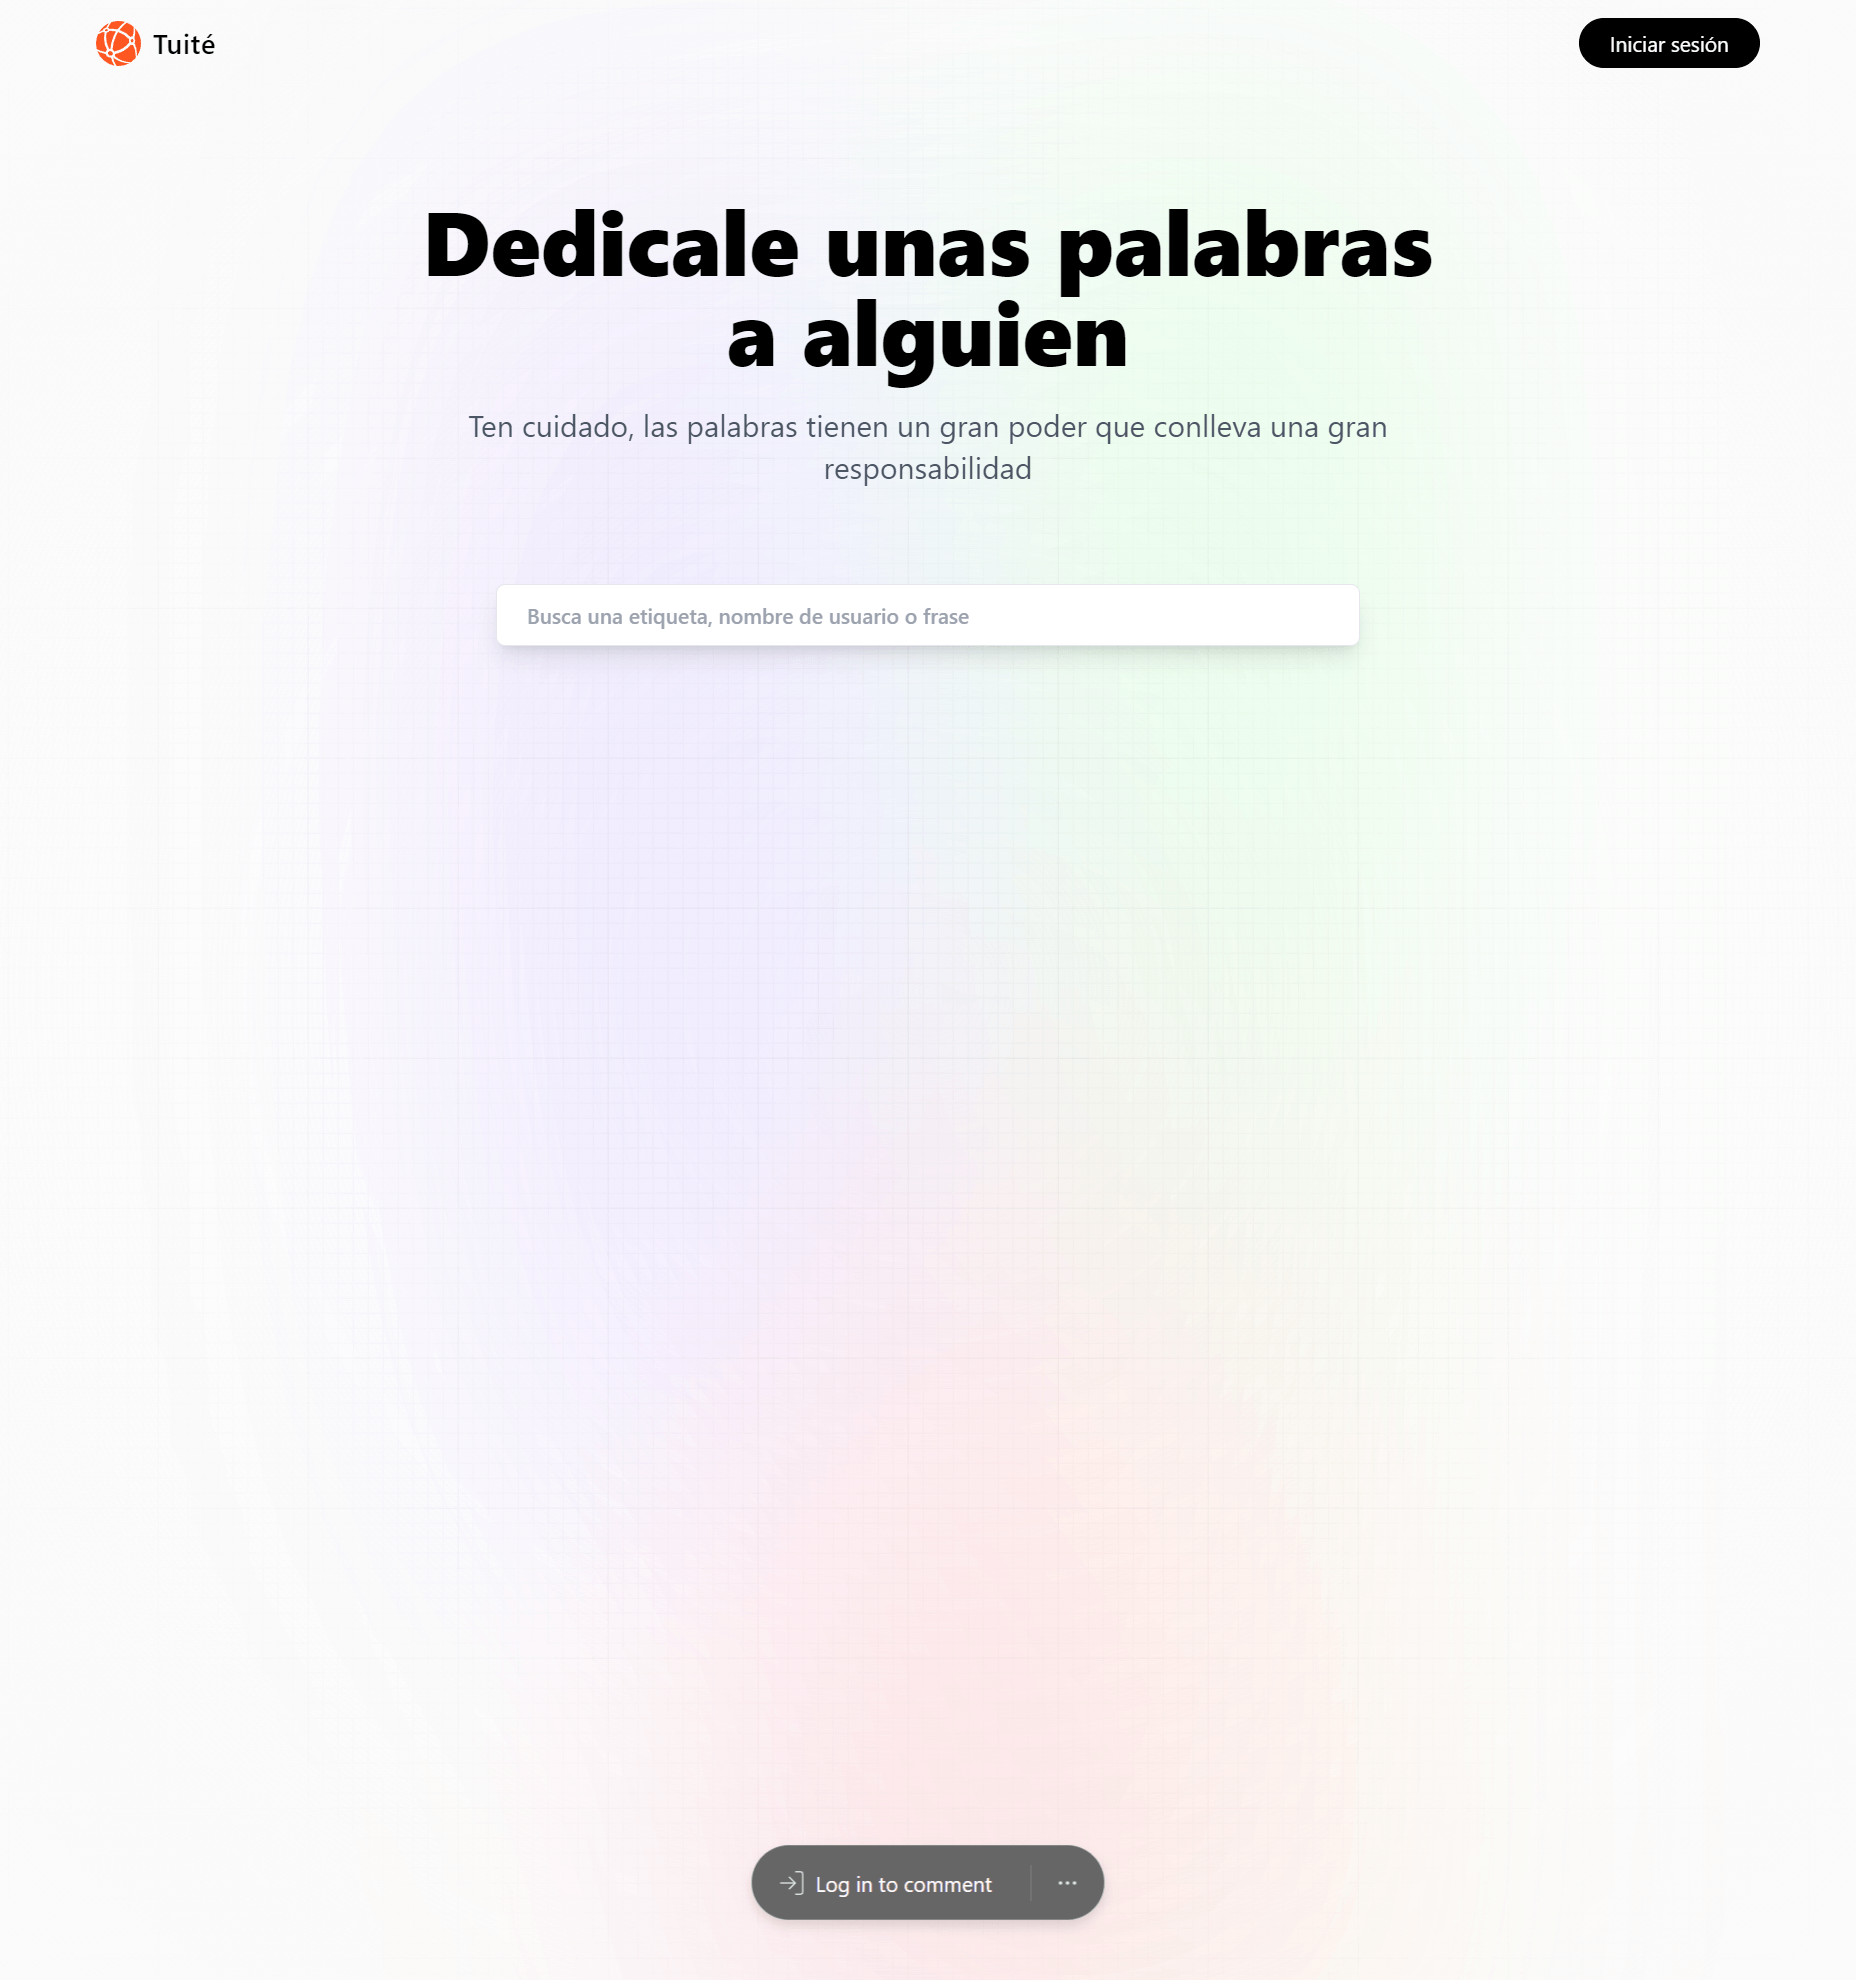 Tuité
Iniciar sesión
Dedicale unas palabras
a alguien
Ten cuidado, las palabras tienen un gran poder que conlleva una gran
responsabilidad
Busca una etiqueta, nombre de usuario o frase
Log in to comment